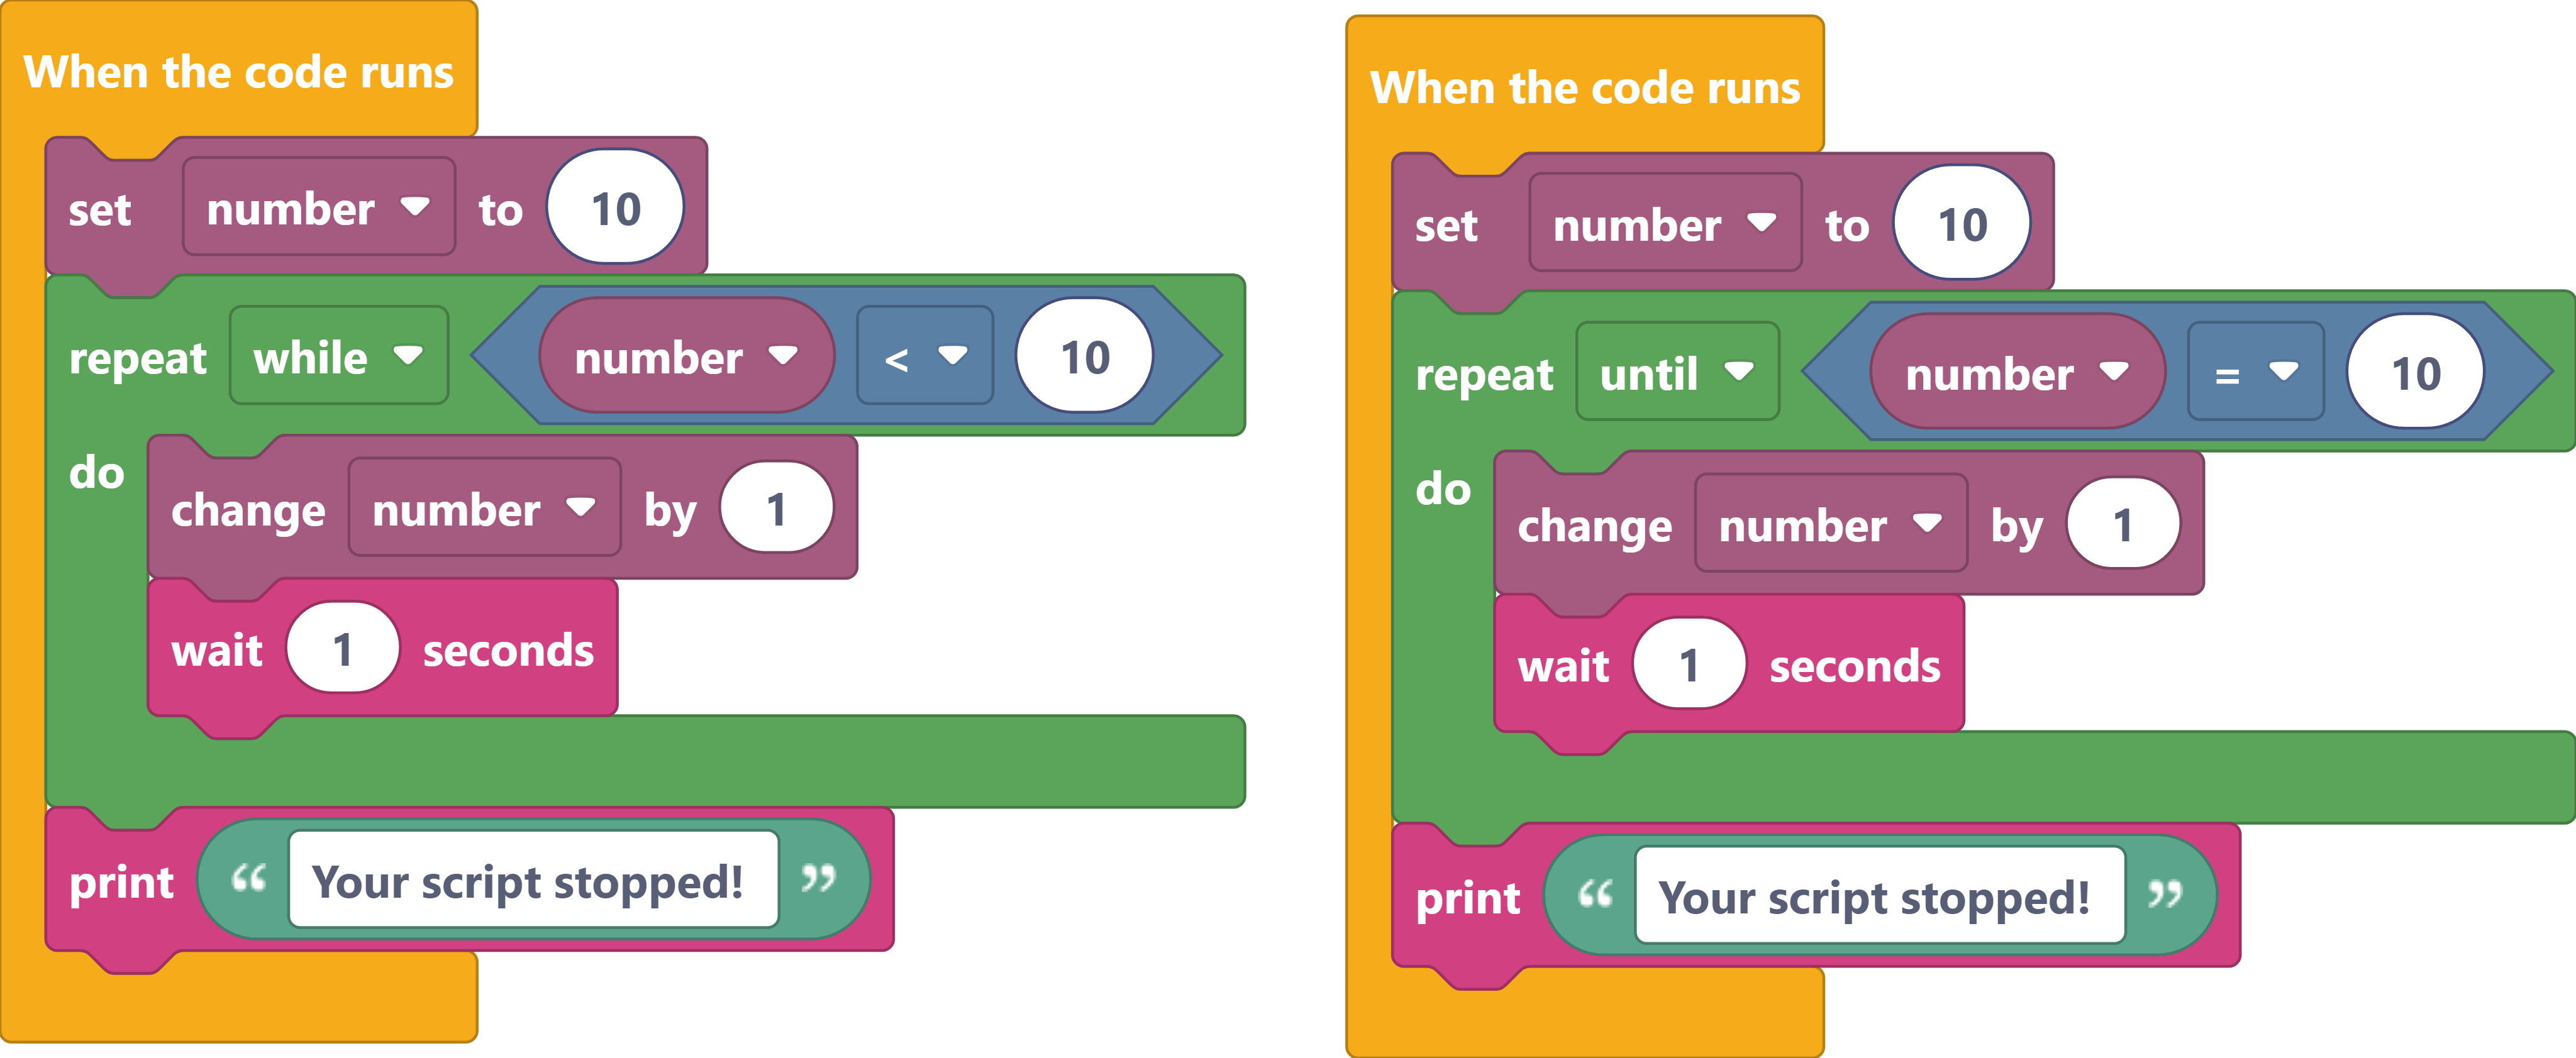 When the code runs
set number to 10
repeat while number < 10
do
change number by 1
wait 1 seconds
print “ Your script stopped! ”
When the code runs
set number to 10
repeat until number = 10
do
change number by 1
wait 1 seconds
print “ Your script stopped! ”